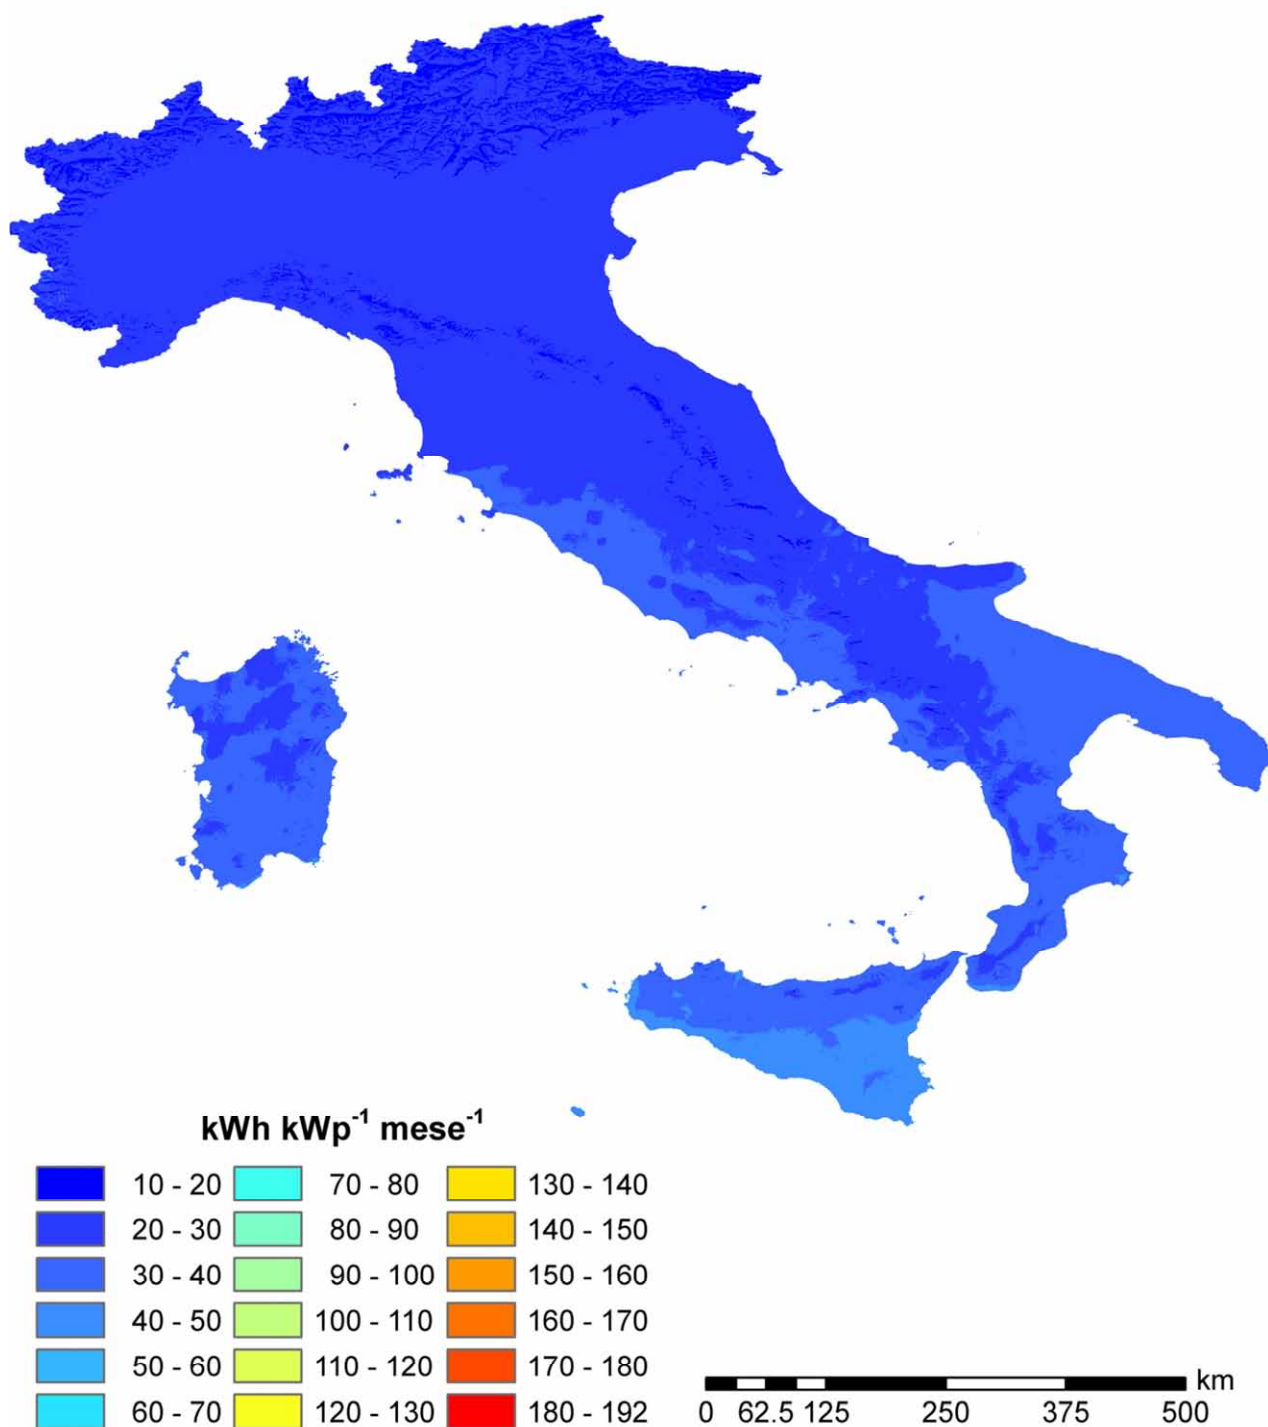 kWh kWp⁻¹ mese⁻¹
10 - 20 70 - 80 130 - 140
20 - 30 80 - 90 140 - 150
30 - 40 90 - 100 150 - 160
40 - 50 100 - 110 160 - 170
50 - 60 110 - 120 170 - 180
60 - 70 120 - 130 180 - 192
km
0 62.5 125 250 375 500